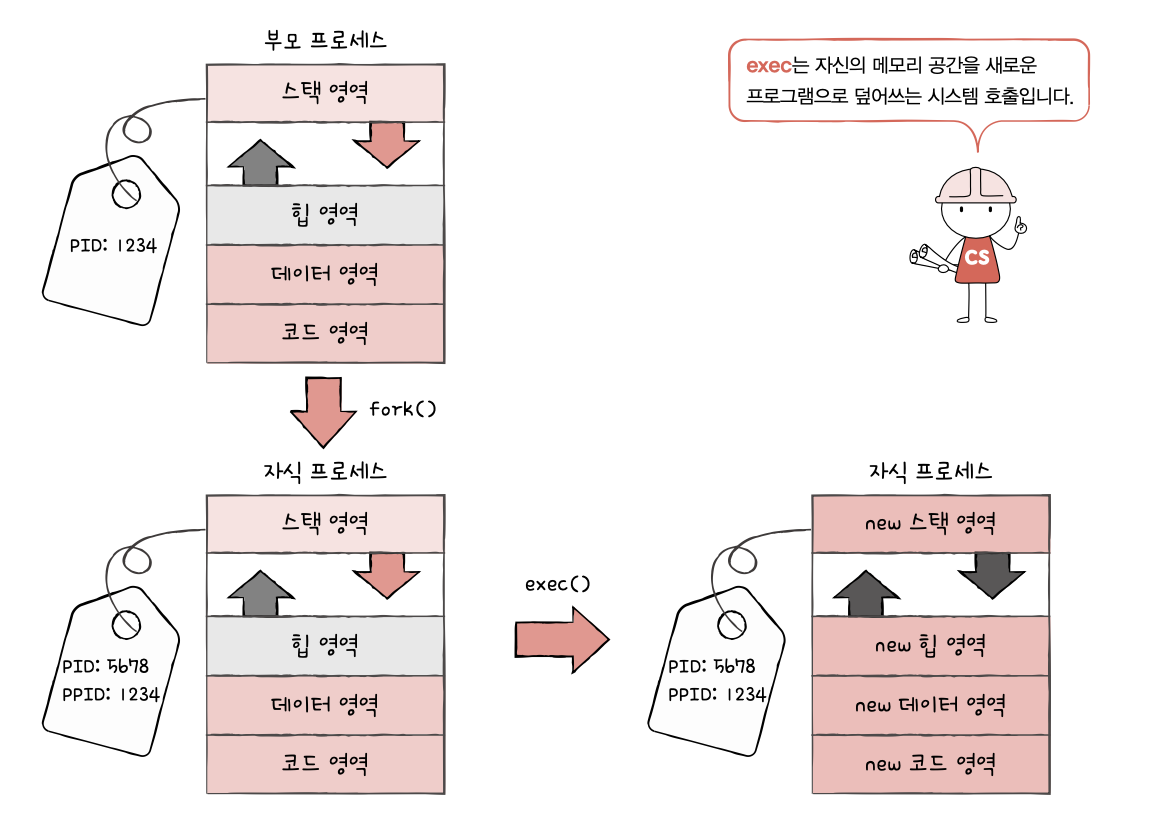 부모 프로세스
스택 영역
힙 영역
데이터 영역
코드 영역
PID: 1234
exec는 자신의 메모리 공간을 새로운
프로그램으로 덮어쓰는 시스템 호출입니다.
CS
fork()
자식 프로세스
스택 영역
힙 영역
데이터 영역
코드 영역
PID: 5678
PPID: 1234
exec()
자식 프로세스
new 스택 영역
new 힙 영역
new 데이터 영역
new 코드 영역
PID: 5678
PPID: 1234